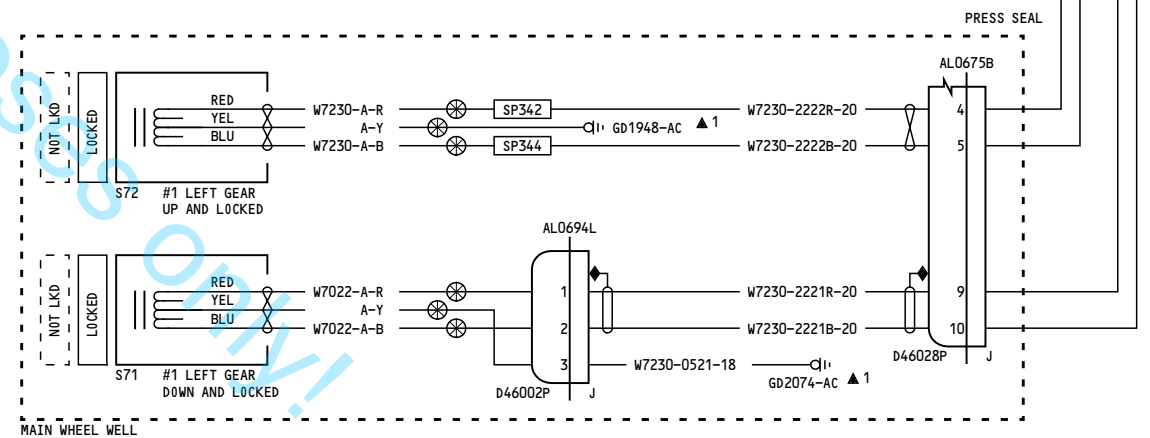 PRESS SEAL
AL0675B
NOT LKD
LOCKED
RED
YEL
BLU
W7230-A-R
A-Y
W7230-A-B
SP342
SP344
GD1948-AC
1
W7230-2222R-20
W7230-2222B-20
4
5
S72
#1 LEFT GEAR
UP AND LOCKED
AL0694L
NOT LKD
LOCKED
RED
YEL
BLU
W7022-A-R
A-Y
W7022-A-B
1
2
3
W7230-2221R-20
W7230-2221B-20
9
10
W7230-0521-18
GD2074-AC
1
D46028P
J
S71
#1 LEFT GEAR
DOWN AND LOCKED
D46002P
J
MAIN WHEEL WELL
oses only!